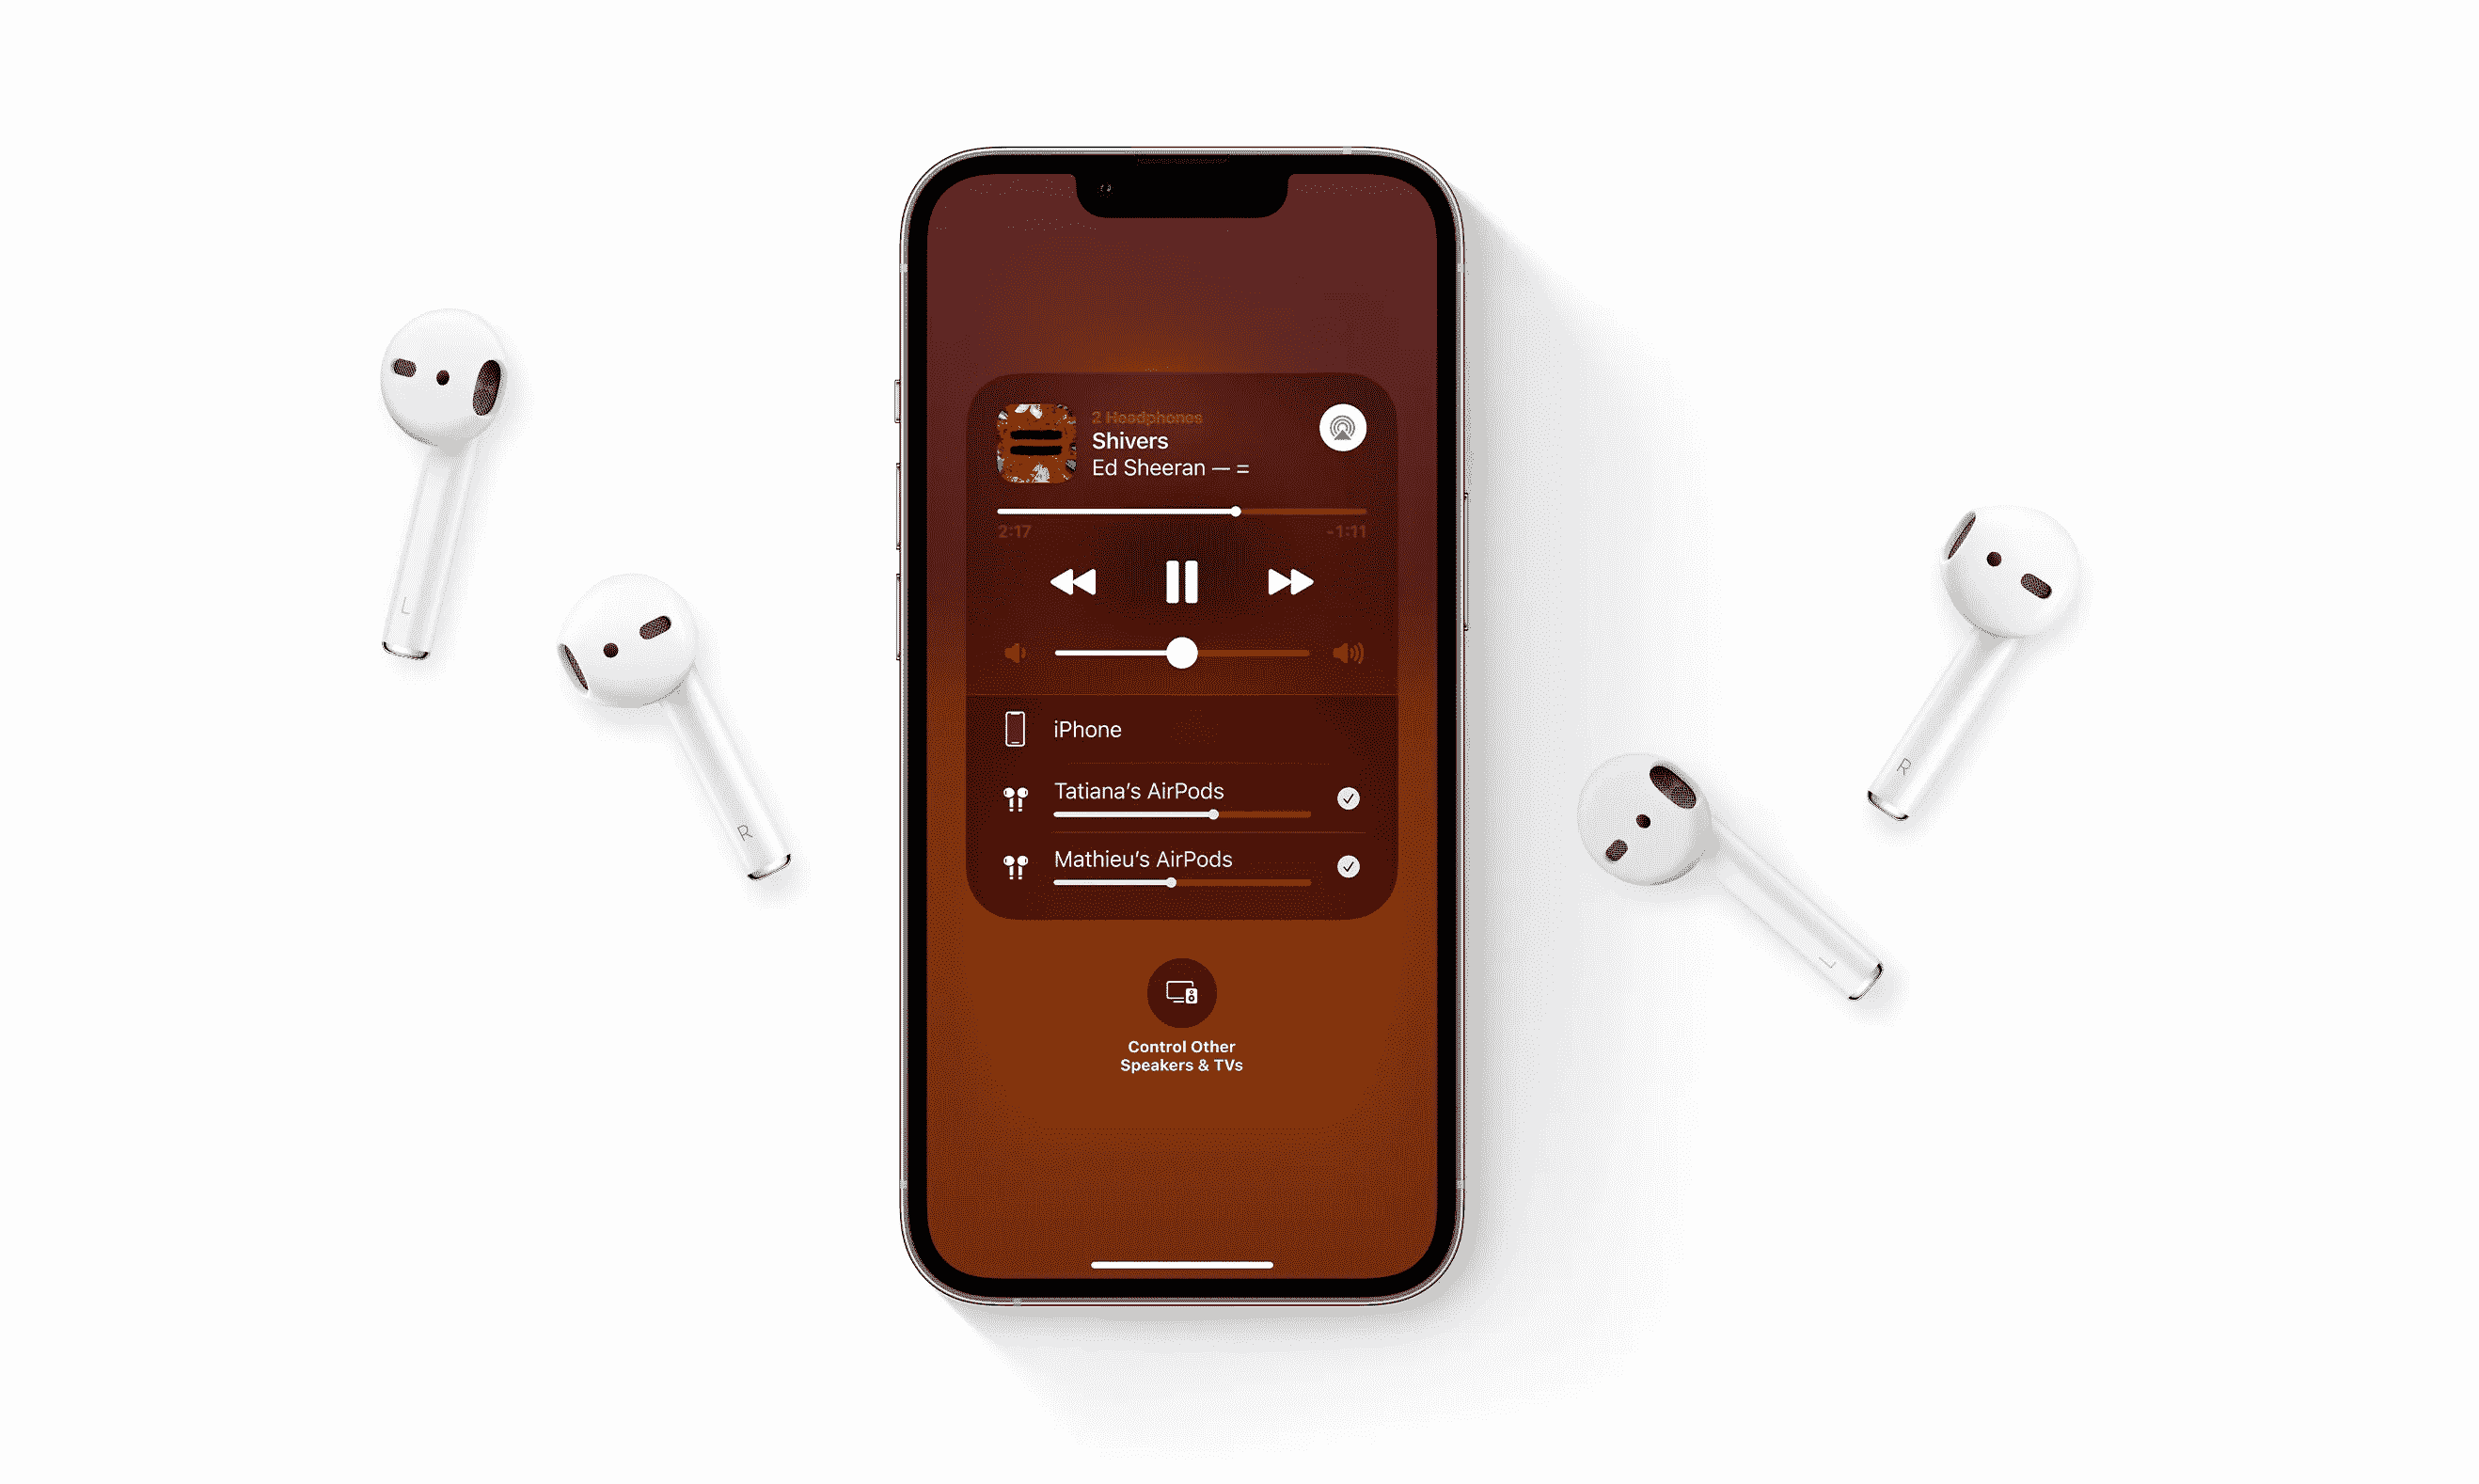 2 Headphones
Shivers
Ed Sheeran — =
2:17
-1:11
iPhone
Tatiana's AirPods
Mathieu's AirPods
Control Other
Speakers & TVs
L
R
R
L